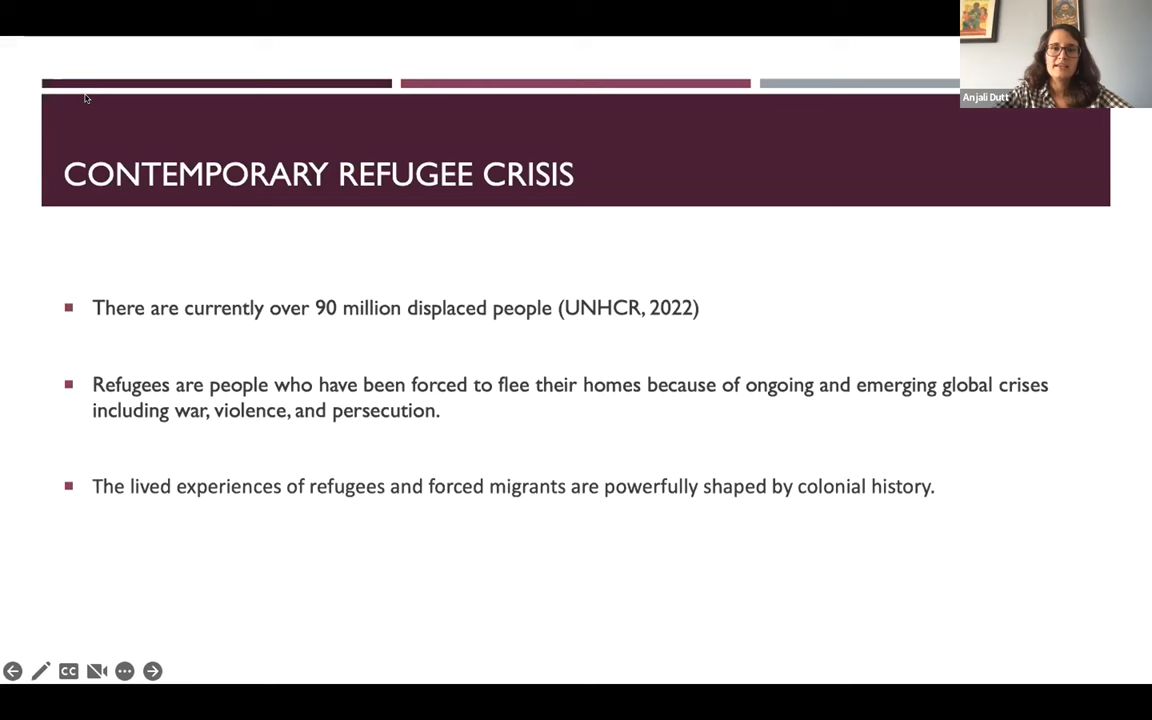 Anjali Dutt
CONTEMPORARY REFUGEE CRISIS
There are currently over 90 million displaced people (UNHCR, 2022)
Refugees are people who have been forced to flee their homes because of ongoing and emerging global crises
including war, violence, and persecution.
The lived experiences of refugees and forced migrants are powerfully shaped by colonial history.
CC